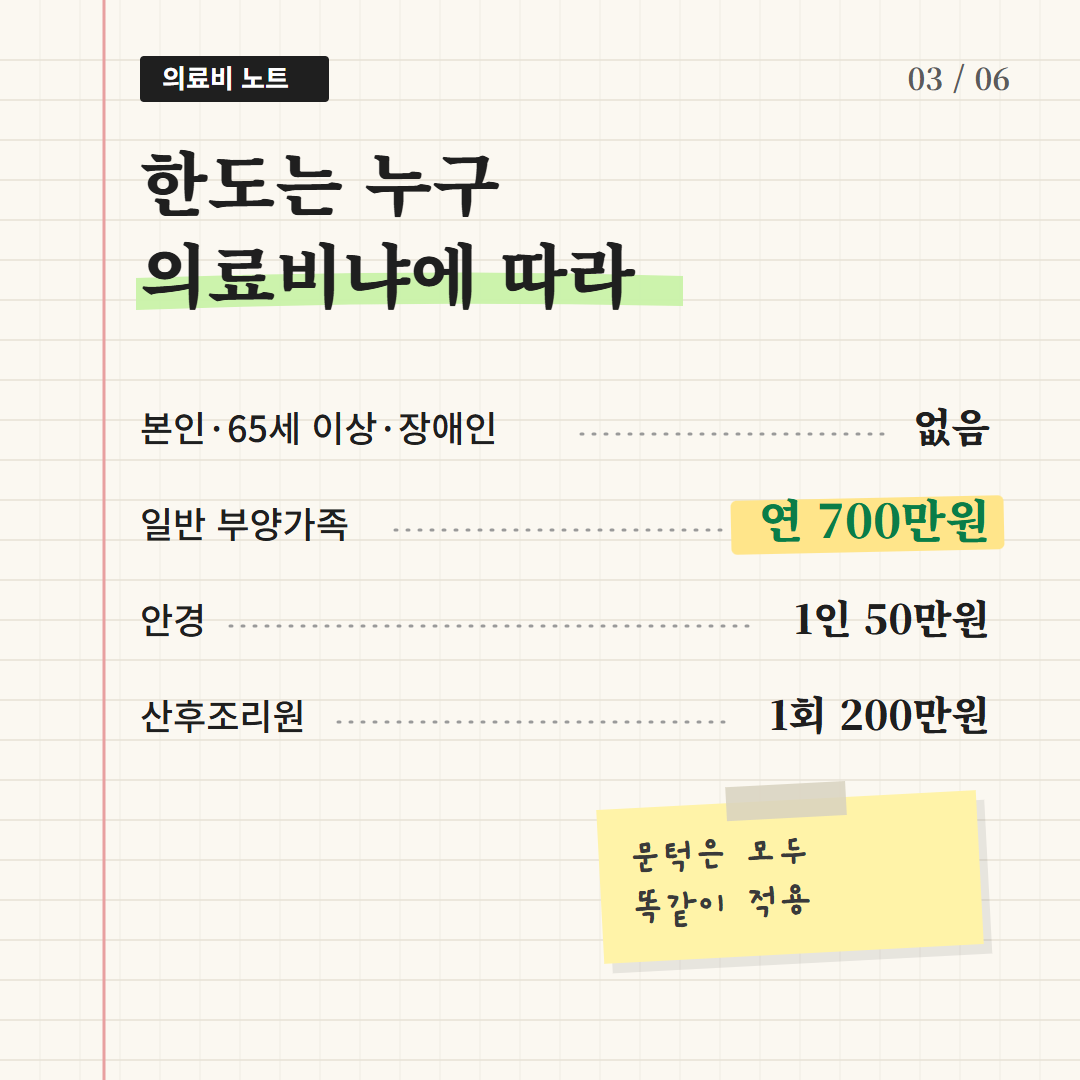 의료비 노트
03 / 06
한도는 누구
의료비냐에 따라
본인·65세 이상·장애인 없음
일반 부양가족 연 700만원
안경 1인 50만원
산후조리원 1회 200만원
문턱은 모두
똑같이 적용